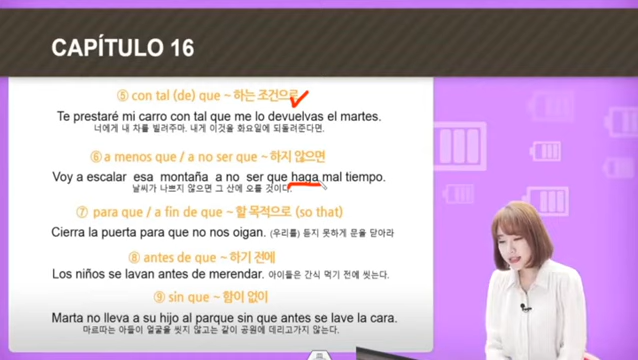 CAPÍTULO 16
⑤ con tal (de) que ~ 하는 조건으로
Te prestaré mi carro con tal que me lo devuelvas el martes.
너에게 내 차를 빌려주마. 내게 이것을 화요일에 되돌려준다면.
⑥ a menos que / a no ser que ~ 하지 않으면
Voy a escalar esa montaña a no ser que haga mal tiempo.
날씨가 나쁘지 않으면 그 산에 오를 것이다.
⑦ para que / a fin de que ~ 할 목적으로 (so that)
Cierra la puerta para que no nos oigan. (우리를) 듣지 못하게 문을 닫아라
⑧ antes de que ~ 하기 전에
Los niños se lavan antes de merendar. 아이들은 간식 먹기 전에 씻는다.
⑨ sin que ~ 함이 없이
Marta no lleva a su hijo al parque sin que antes se lave la cara.
마르따는 아들이 얼굴을 씻지 않고는 같이 공원에 데리고가지 않는다.